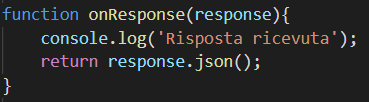 function onResponse(response){
    console.log('Risposta ricevuta');
    return response.json();
}